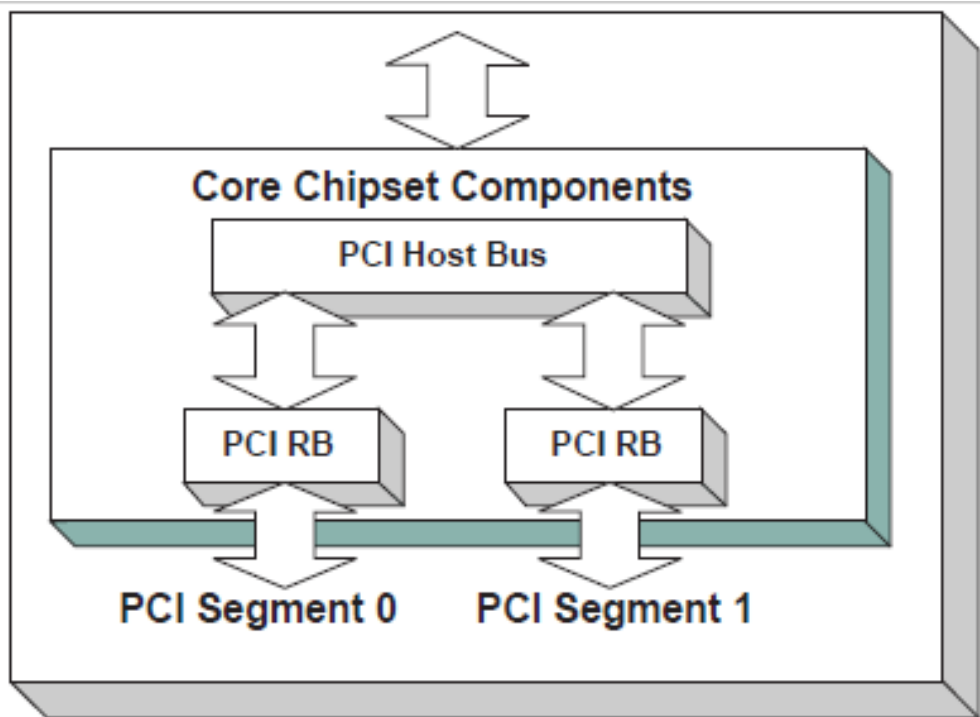 Core Chipset Components
PCI Host Bus
PCI RB
PCI RB
PCI Segment 0
PCI Segment 1